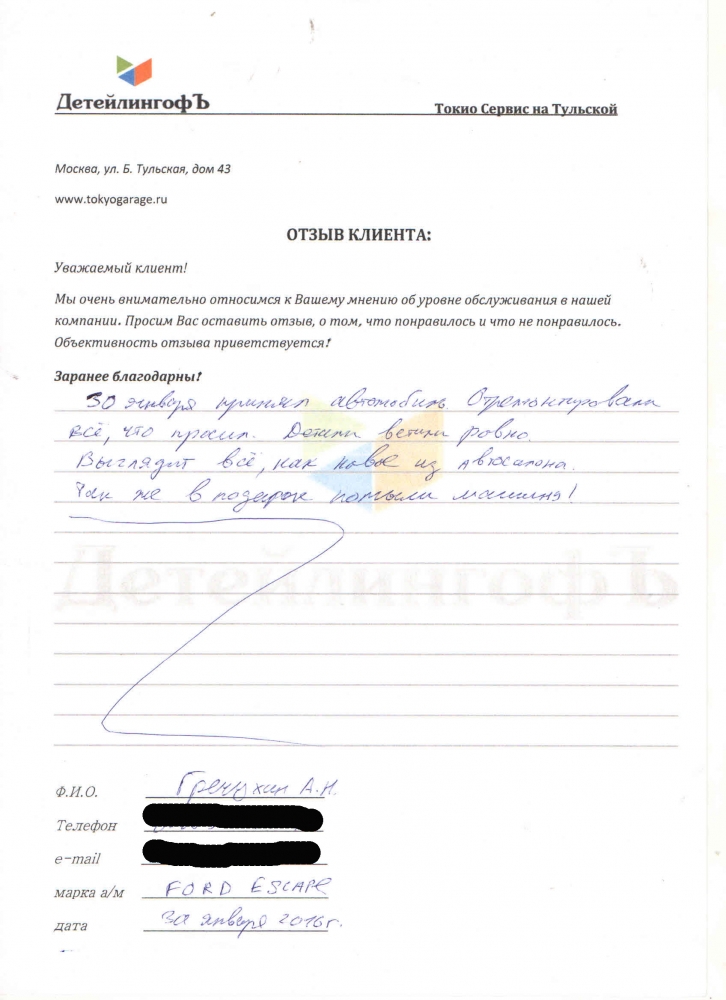 ДетейлингофЪ
Токио Сервис на Тульской
Москва, ул. Б. Тульская, дом 43
www.tokyogarage.ru
ОТЗЫВ КЛИЕНТА:
Уважаемый клиент!
Мы очень внимательно относимся к Вашему мнению об уровне обслуживания в нашей
компании. Просим Вас оставить отзыв, о том, что понравилось и что не понравилось.
Объективность отзыва приветствуется!
Заранее благодарны!
30 января принял автомобиль. Отремонтировали
всё, что просил. Детали встали ровно.
Выглядит всё, как новое из автосалона.
Так же в подарок помыли машину!
ДетейлингофЪ
Ф.И.О. Гречухин А.Н.
Телефон
e-mail
марка а/м FORD ESCAPE
дата 30 января 2016г.